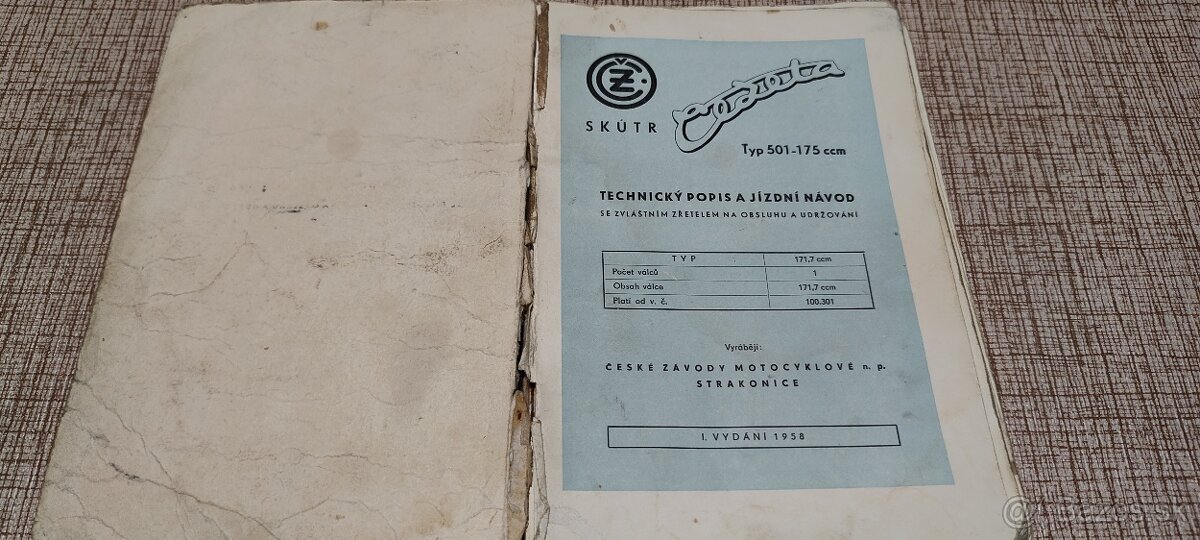 ČZ
Čezeta
SKÚTR
Typ 501-175 ccm
TECHNICKÝ POPIS A JÍZDNÍ NÁVOD
SE ZVLÁŠTNÍM ZŘETELEM NA OBSLUHU A UDRŽOVÁNÍ
TYP 171,7 ccm
Počet válců 1
Obsah válce 171,7 ccm
Platí od v. č. 100.301
Vyrábějí:
ČESKÉ ZÁVODY MOTOCYKLOVÉ n. p.
STRAKONICE
I. VYDÁNÍ 1958
© Bazos.sk